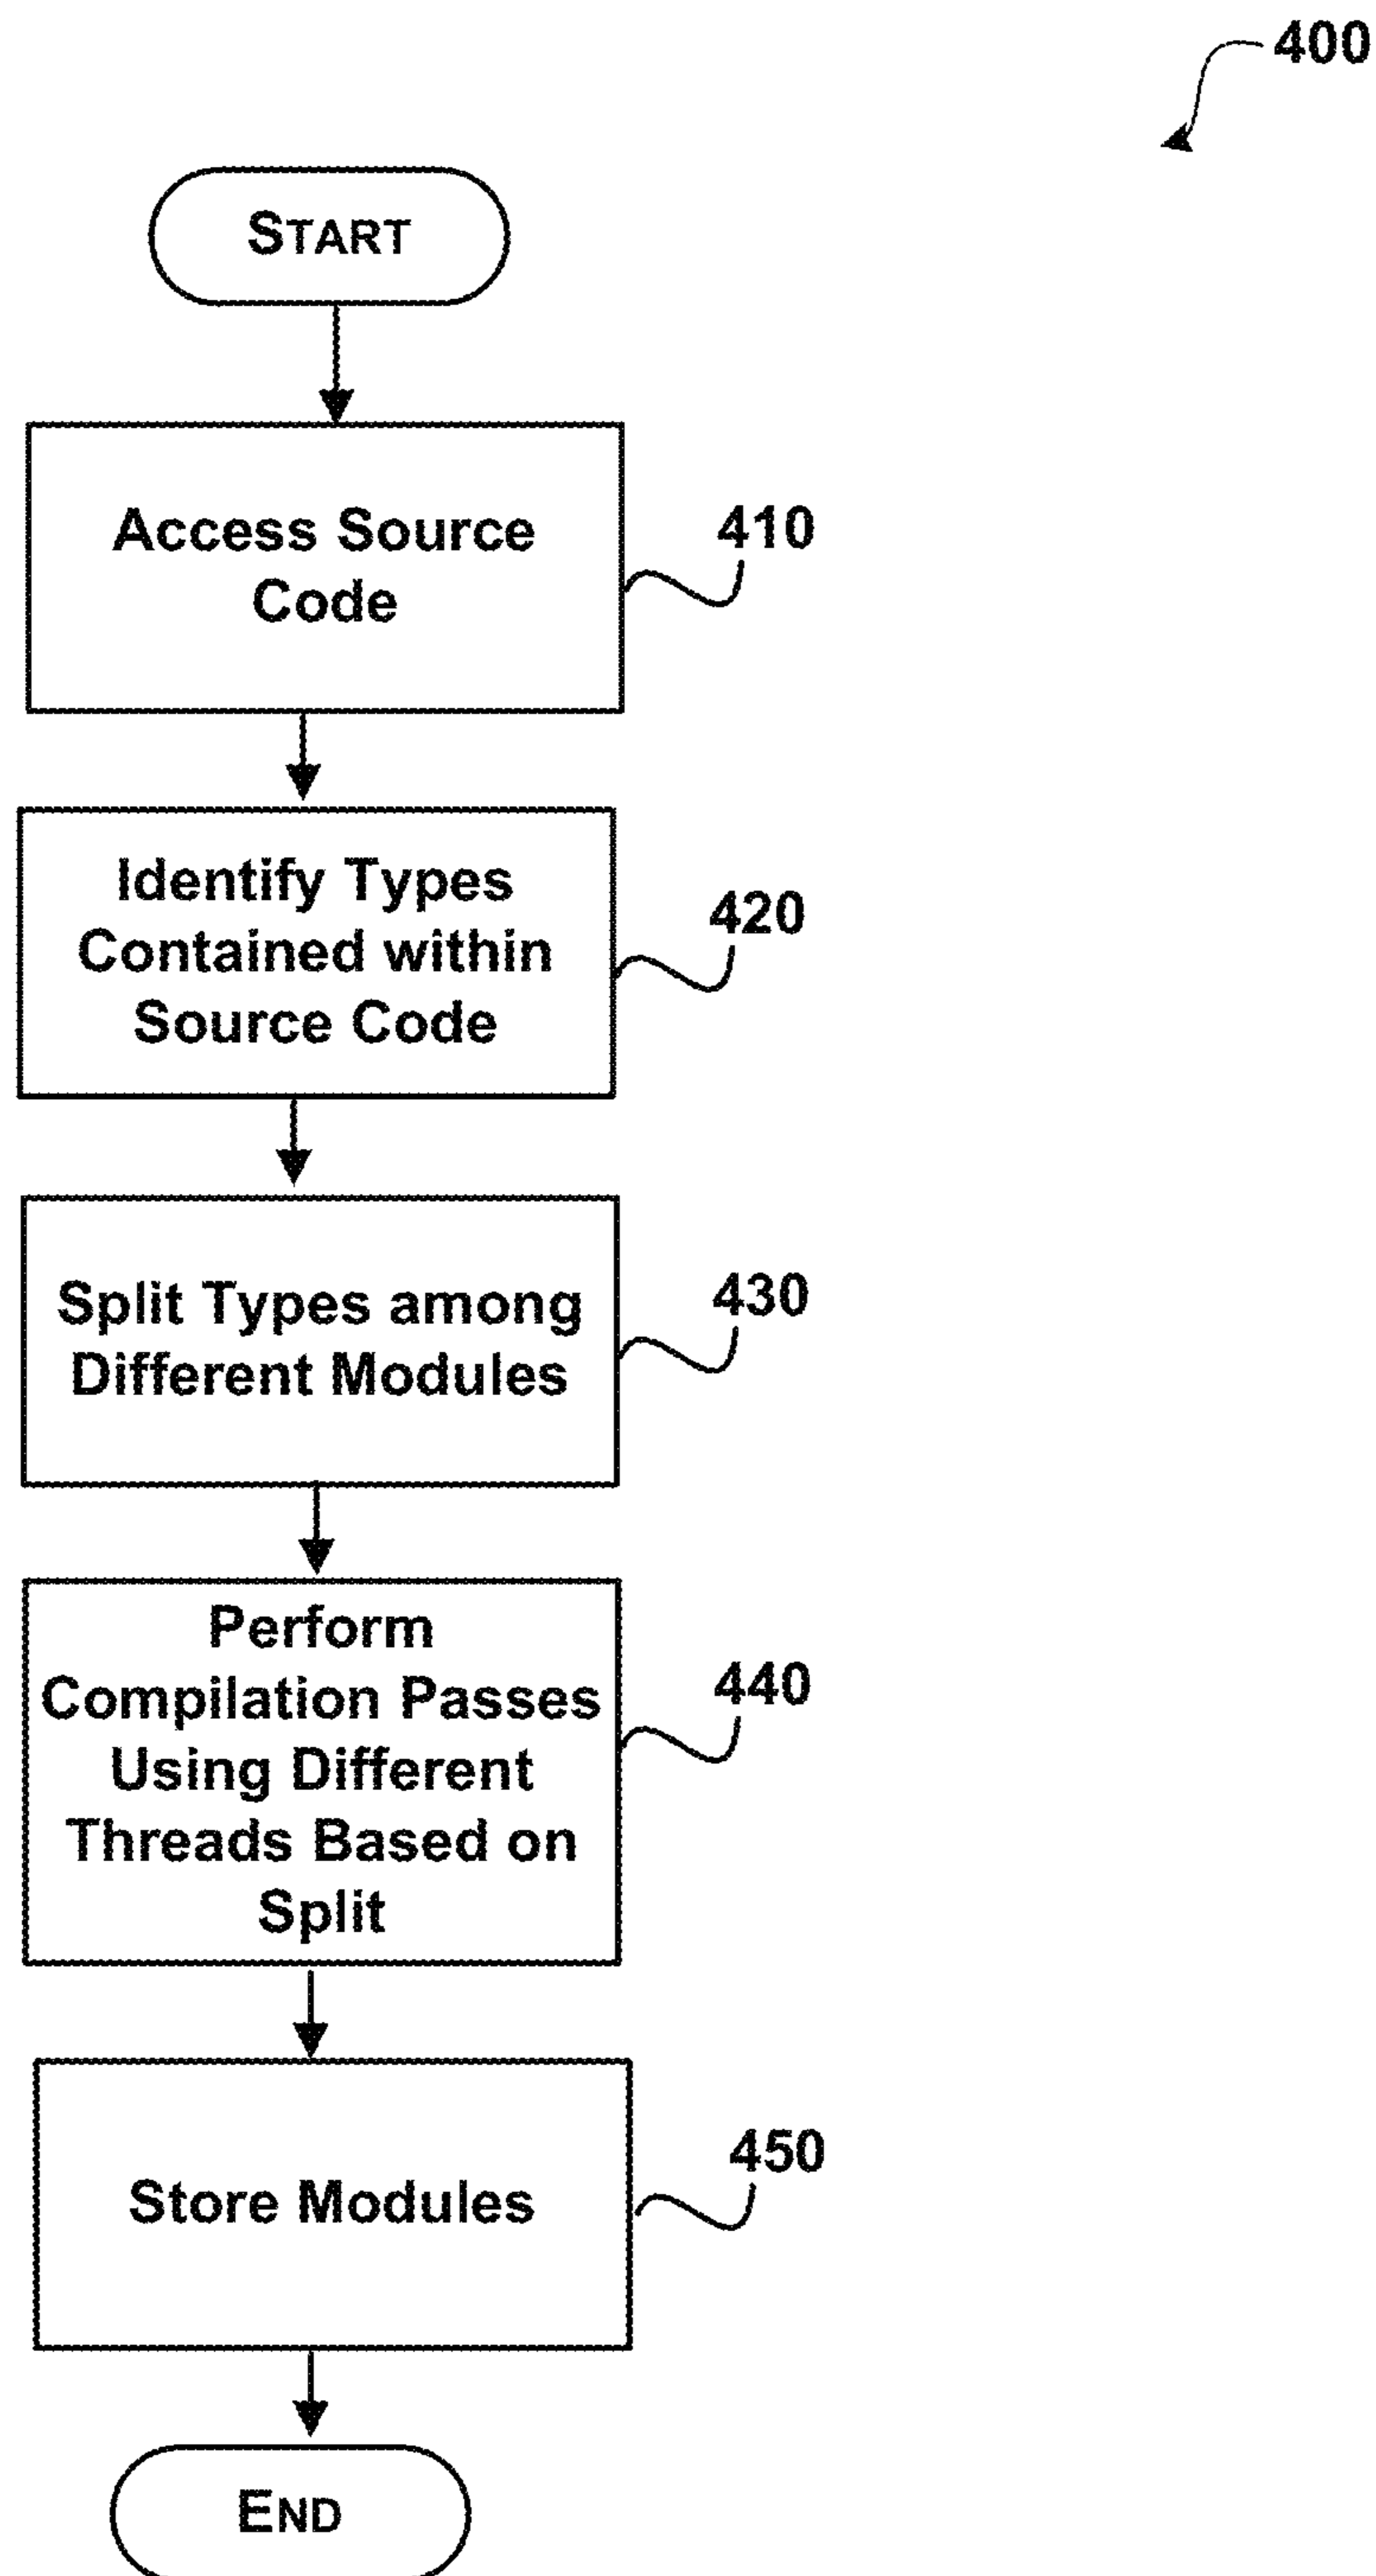 400
START
Access Source
Code
410
Identify Types
Contained within
Source Code
420
Split Types among
Different Modules
430
Perform
Compilation Passes
Using Different
Threads Based on
Split
440
Store Modules
450
END